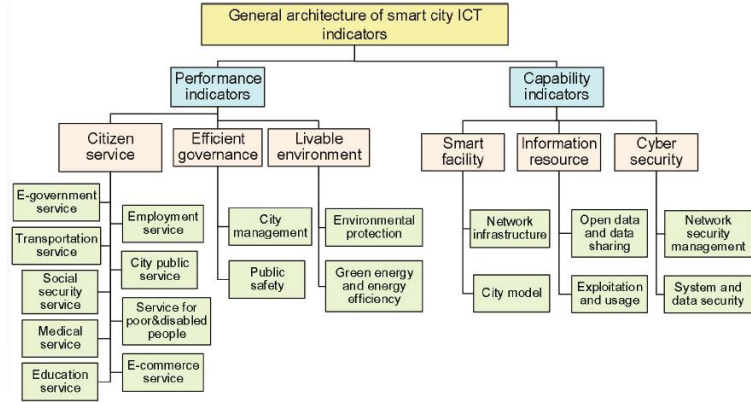 General architecture of smart city ICT
indicators
Performance
indicators
Capability
indicators
Citizen
service
Efficient
governance
Livable
environment
Smart
facility
Information
resource
Cyber
security
E-government
service
Employment
service
Transportation
service
City public
service
Social
security
service
Service for
poor&disabled
people
Medical
service
E-commerce
service
Education
service
City
management
Public
safety
Environmental
protection
Green energy
and energy
efficiency
Network
infrastructure
City model
Open data
and data
sharing
Exploitation
and usage
Network
security
management
System and
data security